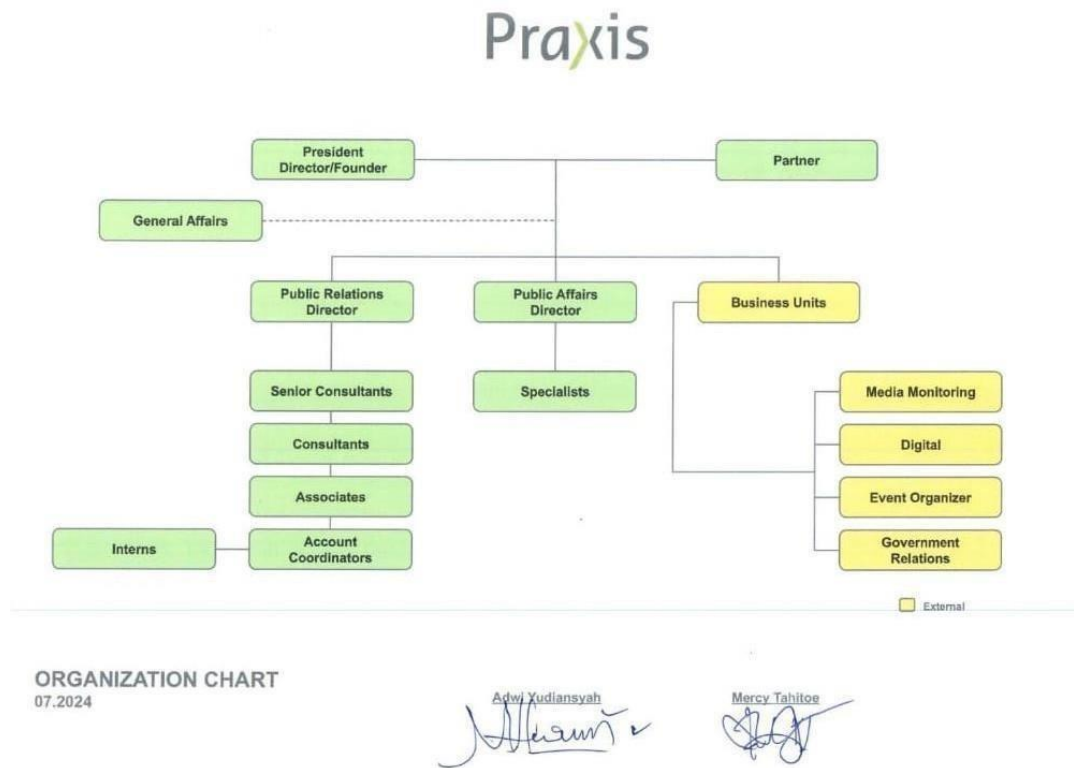 Praxis
President
Director/Founder
Partner
General Affairs
Public Relations
Director
Public Affairs
Director
Business Units
Senior Consultants
Specialists
Media Monitoring
Consultants
Digital
Associates
Event Organizer
Interns
Account
Coordinators
Government
Relations
External
ORGANIZATION CHART
07.2024
Adwi Yudiansyah
Mercy Tahitoe